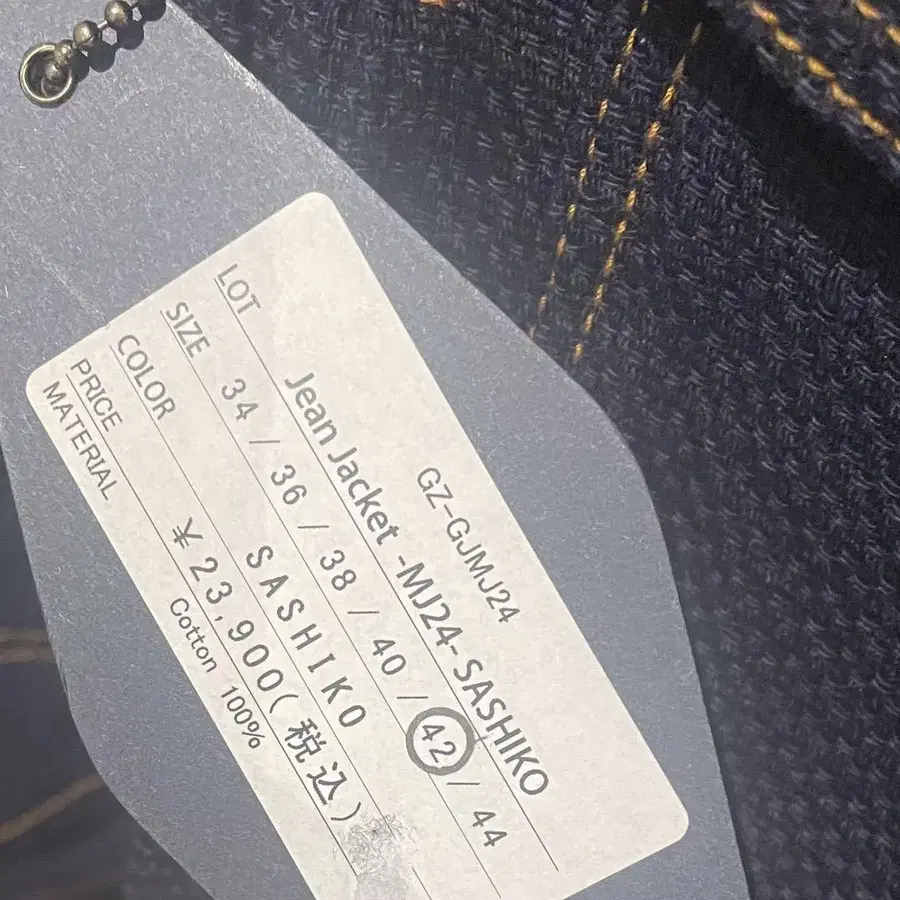 GZ-GJMJ24
LOT Jean Jacket -MJ24- SASHIKO
SIZE 34 / 36 / 38 / 40 / 42 / 44
COLOR SASHIKO
PRICE ¥23,900(税込)
MATERIAL Cotton 100%